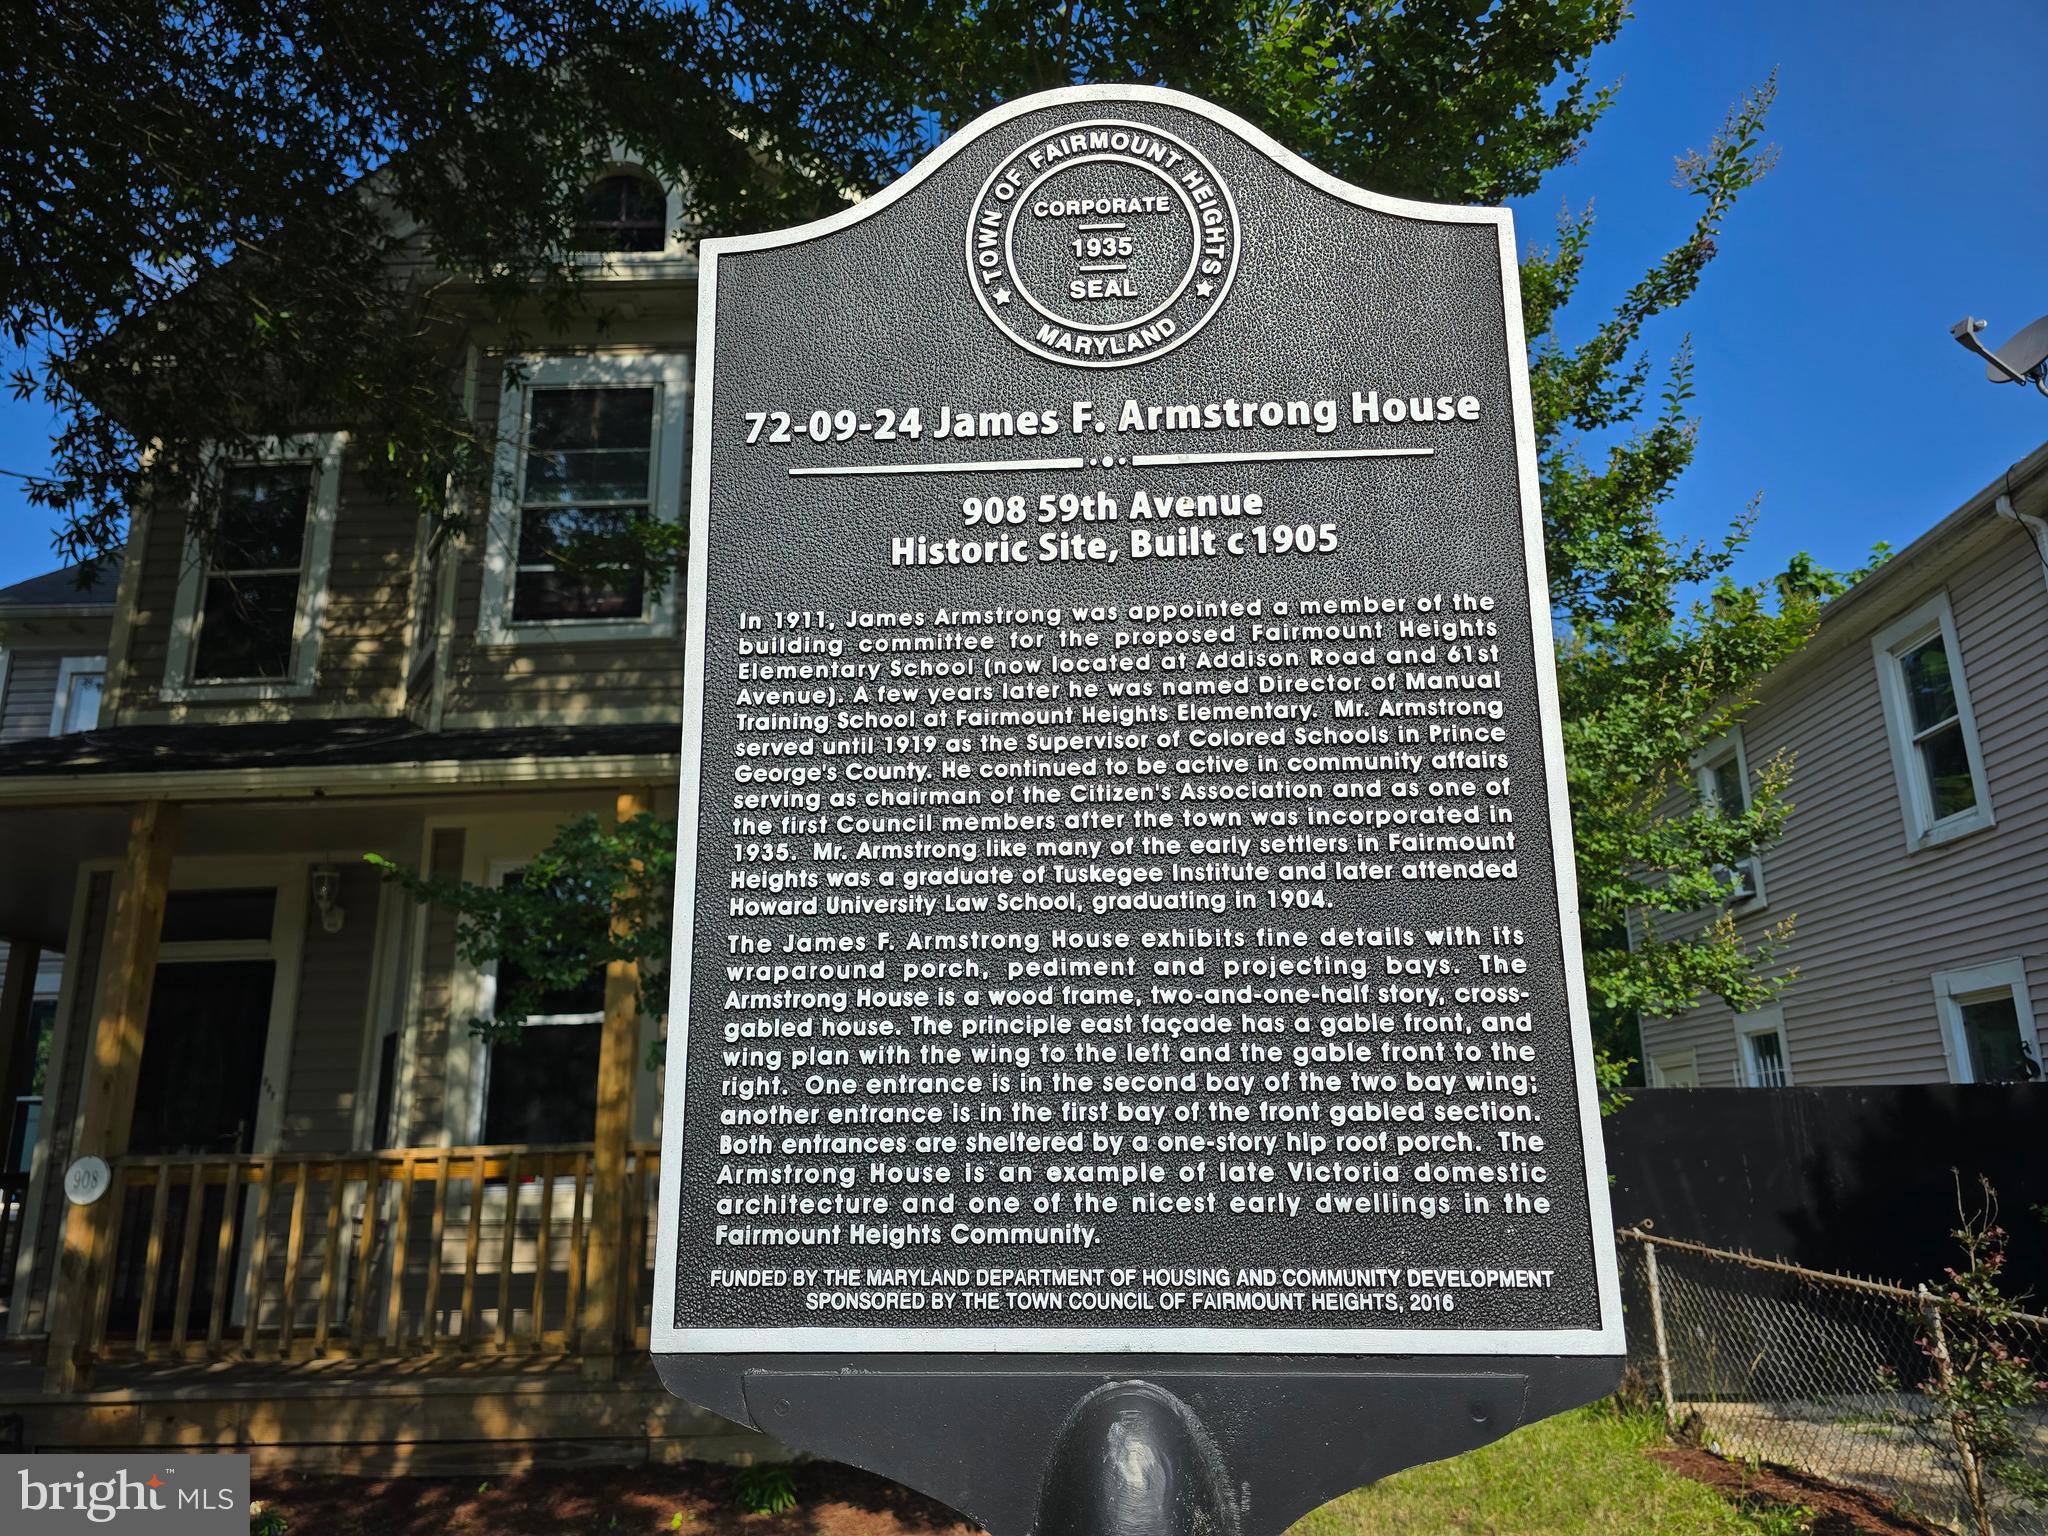 TOWN OF FAIRMOUNT HEIGHTS
CORPORATE
1935
SEAL
MARYLAND
72-09-24 James F. Armstrong House
908 59th Avenue
Historic Site, Built c1905
In 1911, James Armstrong was appointed a member of the
building committee for the proposed Fairmount Heights
Elementary School (now located at Addison Road and 61st
Avenue). A few years later he was named Director of Manual
Training School at Fairmount Heights Elementary. Mr. Armstrong
served until 1919 as the Supervisor of Colored Schools in Prince
George's County. He continued to be active in community affairs
serving as chairman of the Citizen's Association and as one of
the first Council members after the town was incorporated in
1935. Mr. Armstrong like many of the early settlers in Fairmount
Heights was a graduate of Tuskegee Institute and later attended
Howard University Law School, graduating in 1904.
The James F. Armstrong House exhibits fine details with its
wraparound porch, pediment and projecting bays. The
Armstrong House is a wood frame, two-and-one-half story, cross-
gabled house. The principle east façade has a gable front, and
wing plan with the wing to the left and the gable front to the
right. One entrance is in the second bay of the two bay wing;
another entrance is in the first bay of the front gabled section.
Both entrances are sheltered by a one-story hip roof porch. The
Armstrong House is an example of late Victoria domestic
architecture and one of the nicest early dwellings in the
Fairmount Heights Community.
FUNDED BY THE MARYLAND DEPARTMENT OF HOUSING AND COMMUNITY DEVELOPMENT
SPONSORED BY THE TOWN COUNCIL OF FAIRMOUNT HEIGHTS, 2016
908
bright™ MLS